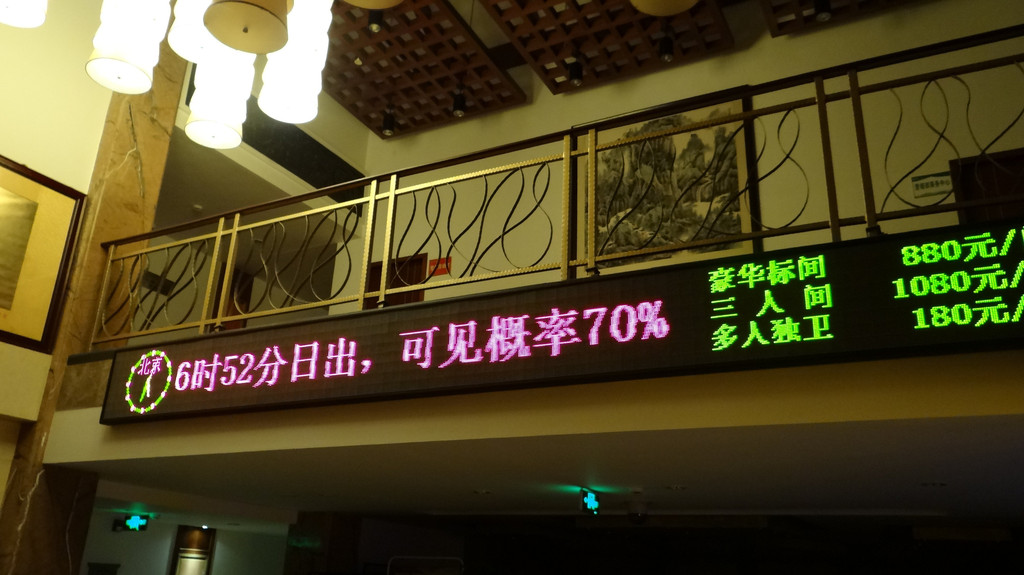 北京
6时52分日出，可见概率70%
豪华标间 880元/
三人间 1080元/
多人独卫 180元/